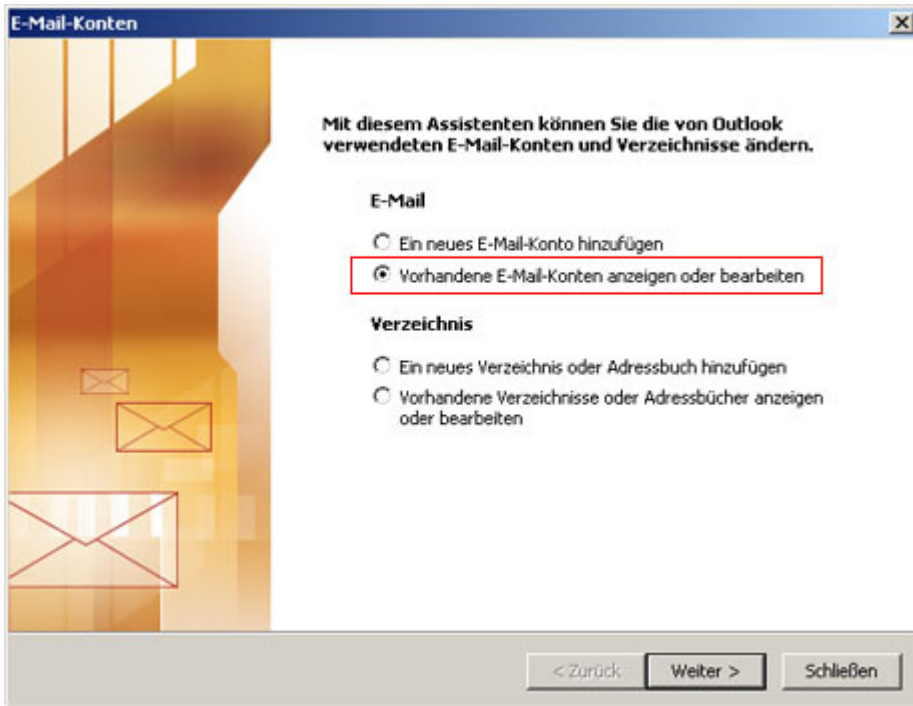 E-Mail-Konten
Mit diesem Assistenten können Sie die von Outlook
verwendeten E-Mail-Konten und Verzeichnisse ändern.
E-Mail
Ein neues E-Mail-Konto hinzufügen
Vorhandene E-Mail-Konten anzeigen oder bearbeiten
Verzeichnis
Ein neues Verzeichnis oder Adressbuch hinzufügen
Vorhandene Verzeichnisse oder Adressbücher anzeigen
oder bearbeiten
< Zurück
Weiter >
Schließen